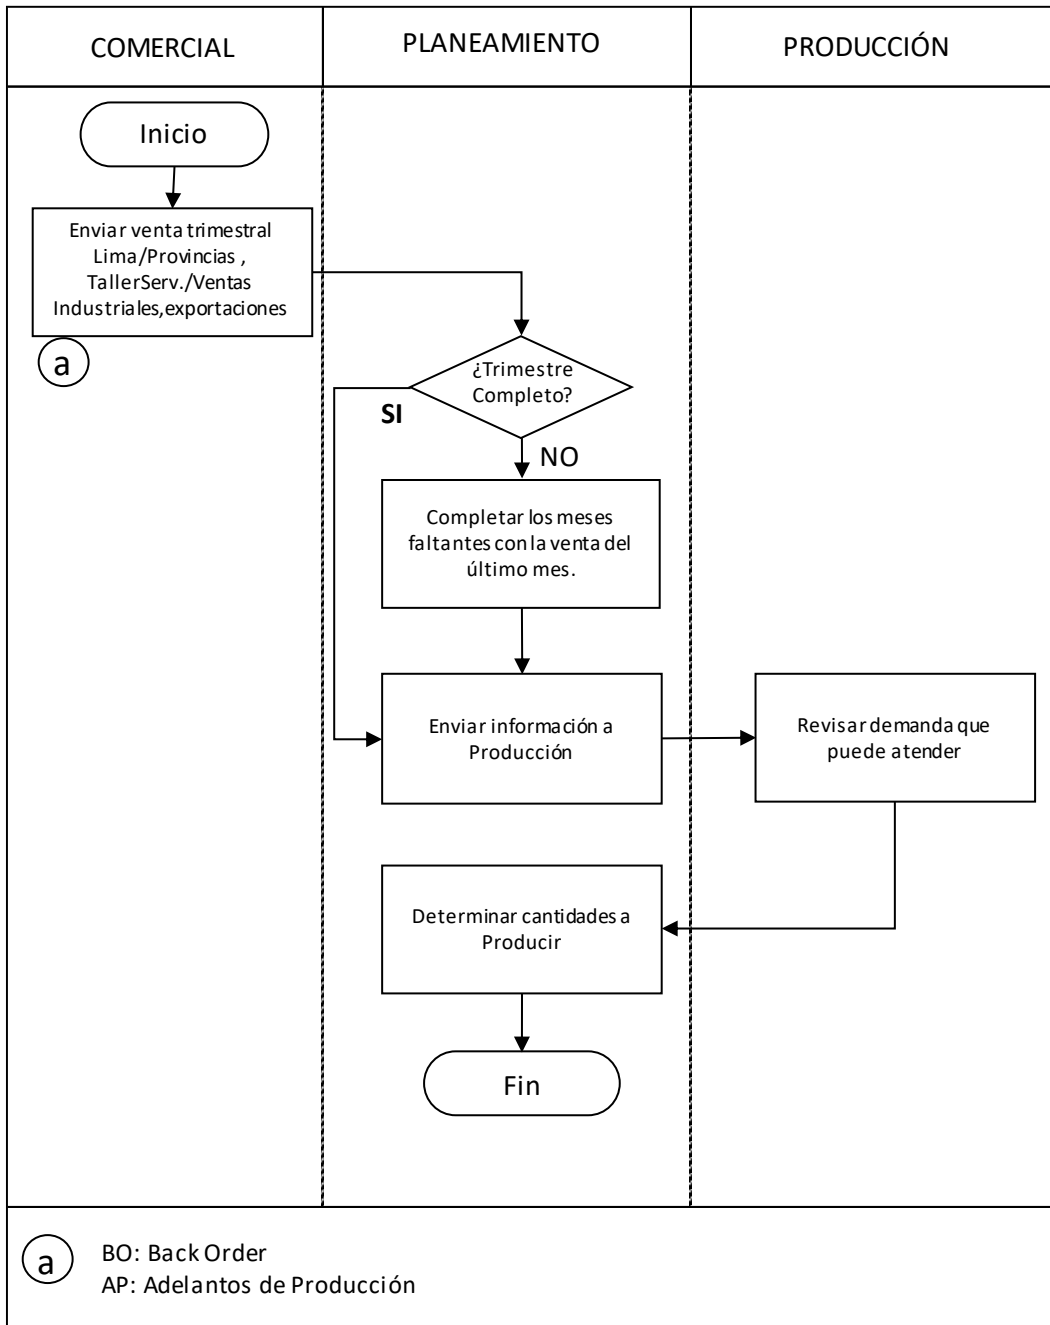 COMERCIAL
PLANEAMIENTO
PRODUCCIÓN
Inicio
Enviar venta trimestral
Lima/Provincias ,
TallerServ./Ventas
Industriales,exportaciones
a
¿Trimestre
Completo?
SI
NO
Completar los meses
faltantes con la venta del
último mes.
Enviar información a
Producción
Revisar demanda que
puede atender
Determinar cantidades a
Producir
Fin
a
BO: Back Order
AP: Adelantos de Producción